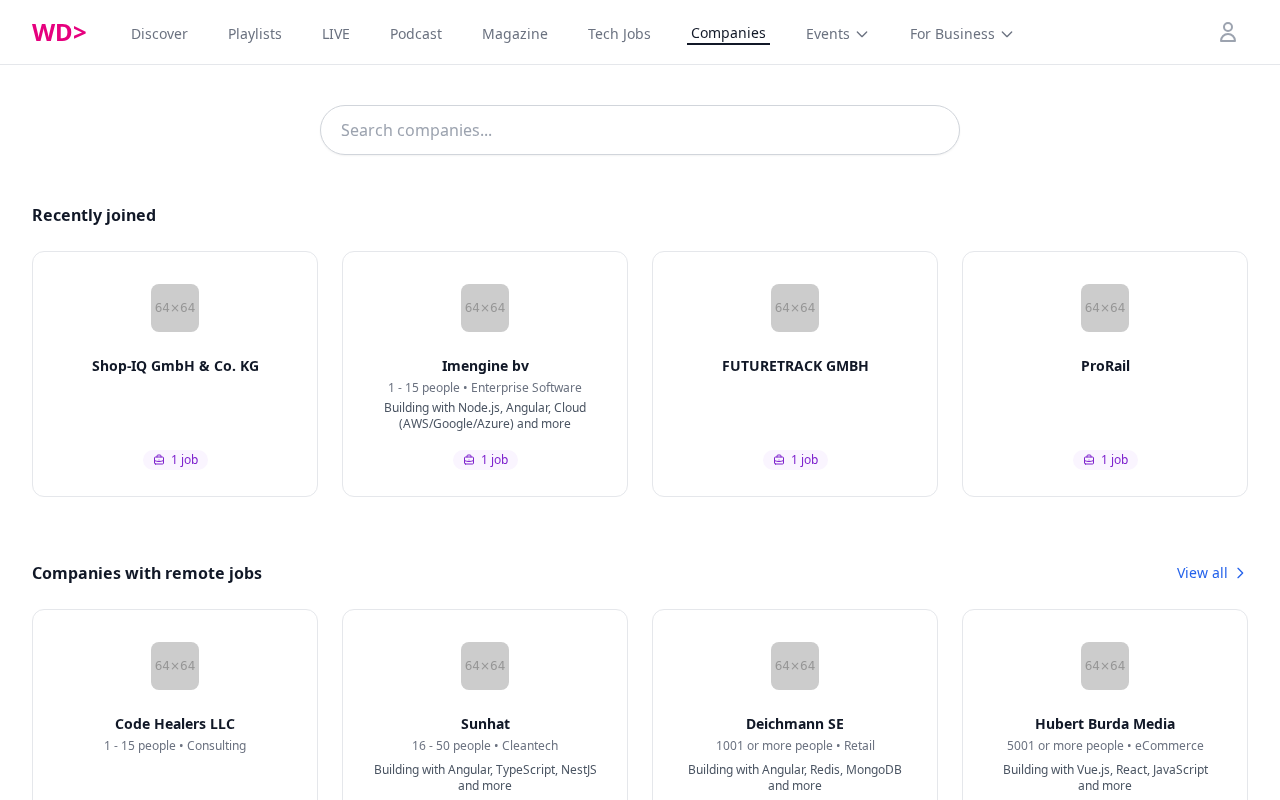 WD>
Discover
Playlists
LIVE
Podcast
Magazine
Tech Jobs
Companies
Events
For Business
Search companies...
Recently joined
64×64
Shop-IQ GmbH & Co. KG
1 job
64×64
Imengine bv
1 - 15 people • Enterprise Software
Building with Node.js, Angular, Cloud
(AWS/Google/Azure) and more
1 job
64×64
FUTURETRACK GMBH
1 job
64×64
ProRail
1 job
Companies with remote jobs
View all
64×64
Code Healers LLC
1 - 15 people • Consulting
64×64
Sunhat
16 - 50 people • Cleantech
Building with Angular, TypeScript, NestJS
and more
64×64
Deichmann SE
1001 or more people • Retail
Building with Angular, Redis, MongoDB
and more
64×64
Hubert Burda Media
5001 or more people • eCommerce
Building with Vue.js, React, JavaScript
and more